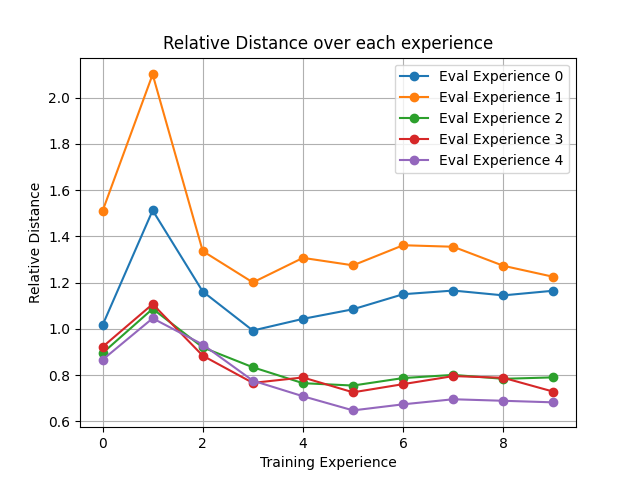 Relative Distance over each experience
Eval Experience 0
Eval Experience 1
Eval Experience 2
Eval Experience 3
Eval Experience 4
Relative Distance
2.0
1.8
1.6
1.4
1.2
1.0
0.8
0.6
0 2 4 6 8
Training Experience